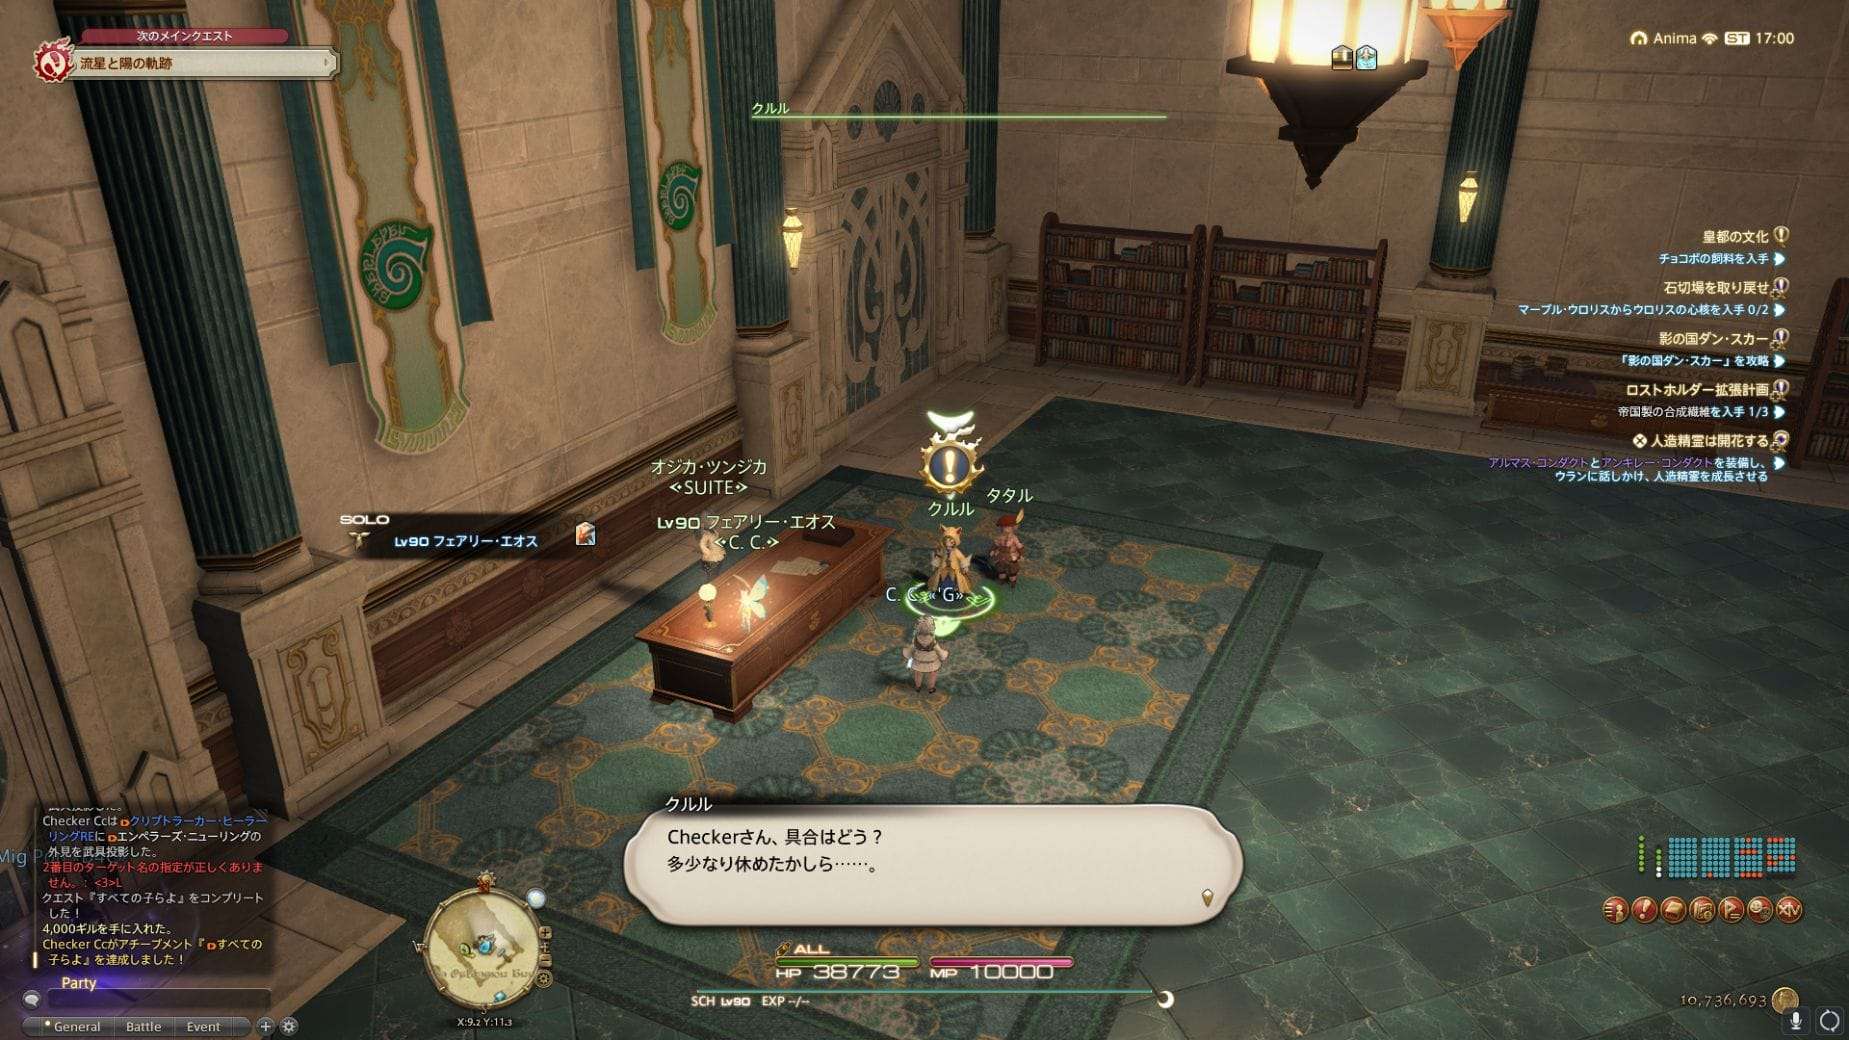 次のメインクエスト
流星と陽の軌跡
Anima ST 17:00
クルル
皇都の文化
チョコボの飼料を入手
石切場を取り戻せ
マーブル・ウロリスからウロリスの心核を入手 0/2
影の国ダン・スカー
「影の国ダン・スカー」を攻略
ロストホルダー拡張計画
帝国製の合成繊維を入手 1/3
人造精霊は開花する
アルマス・コンダクトとアンキレー・コンダクトを装備し、
ウランに話しかけ、人造精霊を成長させる
オジカ・ツンジカ
<SUITE>
タタル
クルル
SOLO
Lv90 フェアリー・エオス
Lv90 フェアリー・エオス
<C. C.>
C. C. «'G»
クルル
Checkerさん、具合はどう？
多少なり休めたかしら……。
Checker Ccは クリプトラーカー・ヒーラー
リングREに エンペラーズ・ニューリングの
外見を武具投影した。
2番目のターゲット名の指定が正しくありま
せん。: <3>L
クエスト『すべての子らよ』をコンプリート
した！
4,000ギルを手に入れた。
Checker Ccがアチーブメント『 すべての
子らよ』を達成しました！
Party
General Battle Event
X:9.2 Y:11.3
ALL
HP 38773 MP 10000
SCH Lv90 EXP --/--
10,736,693